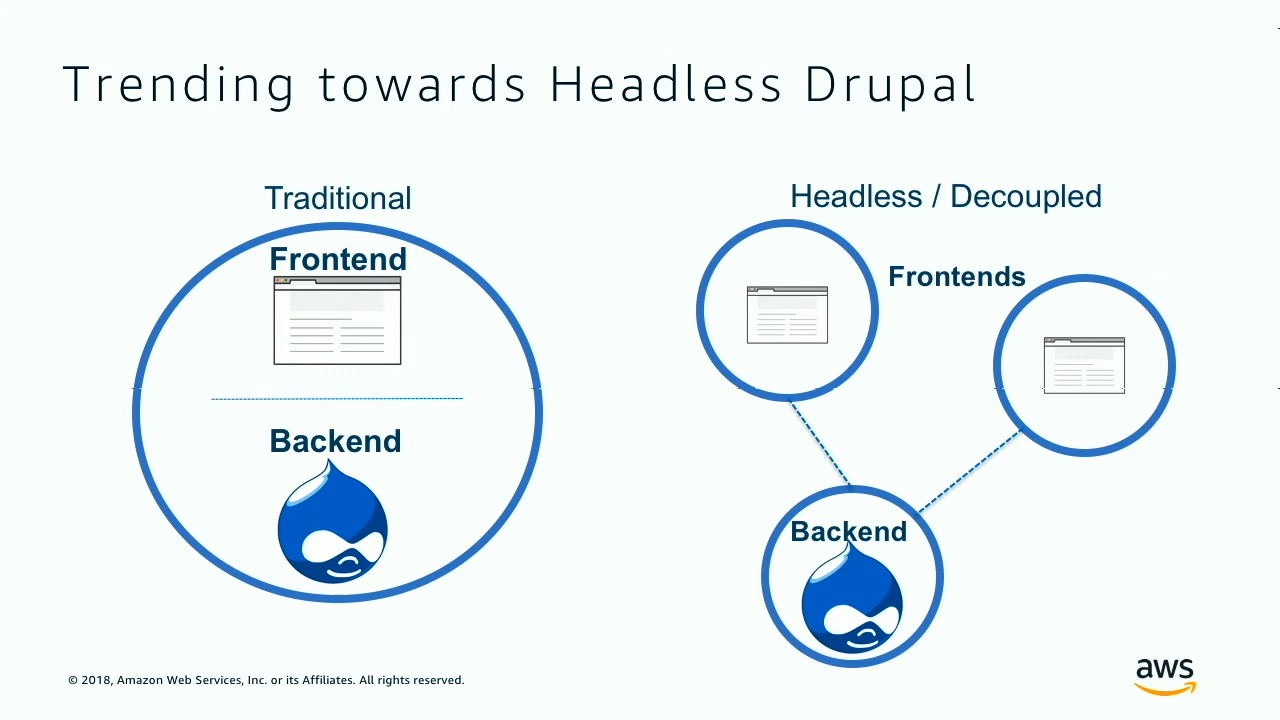 Trending towards Headless Drupal
Traditional
Frontend
Backend
Headless / Decoupled
Frontends
Backend
© 2018, Amazon Web Services, Inc. or its Affiliates. All rights reserved.
aws